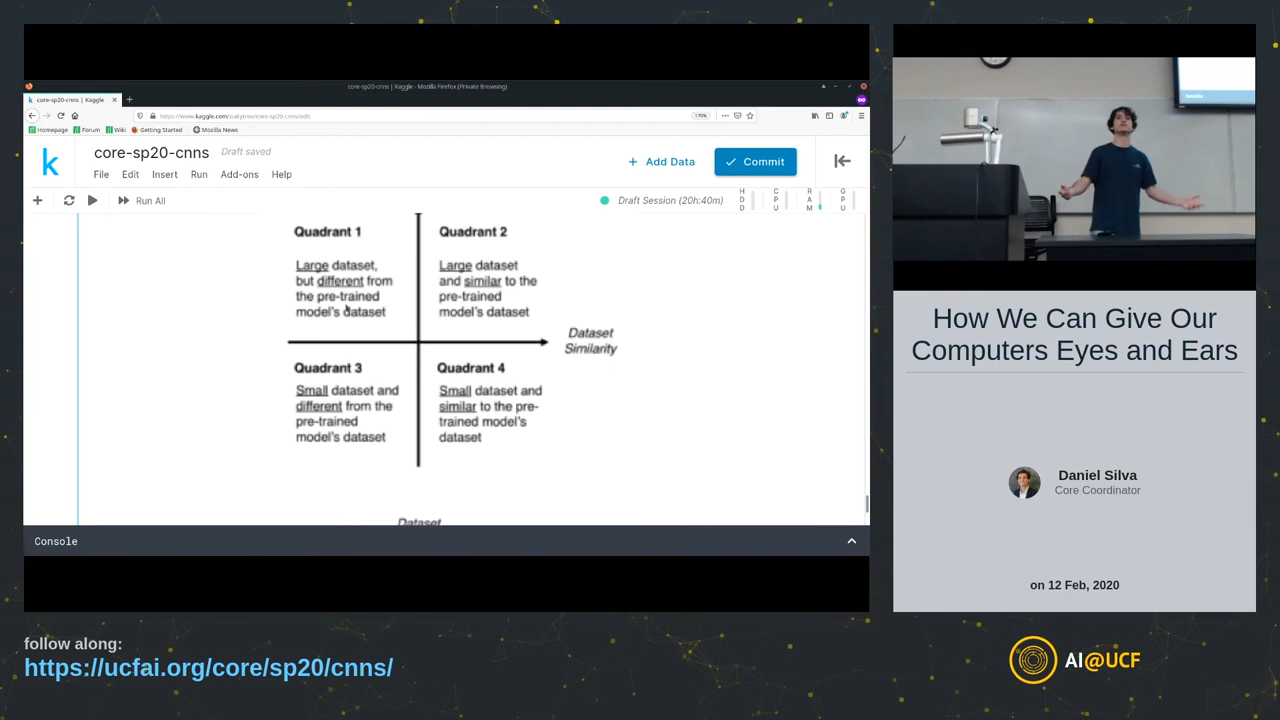 core-sp20-cnns | Kaggle - Mozilla Firefox (Private Browsing)
core-sp20-cnns | Kaggle
Homepage
Forum
Wiki
Getting Started
Mozilla News
170%
core-sp20-cnns
Draft saved
File Edit Insert Run Add-ons Help
+ Add Data
Commit
Run All
Draft Session (20h:40m)
HDD
CPU
RAM
GPU
Quadrant 1
Large dataset,
but different from
the pre-trained
model's dataset
Quadrant 2
Large dataset
and similar to the
pre-trained
model's dataset
Dataset
Similarity
Quadrant 3
Small dataset and
different from the
pre-trained
model's dataset
Quadrant 4
Small dataset and
similar to the pre-
trained model's
dataset
Dataset
Console
How We Can Give Our
Computers Eyes and Ears
Daniel Silva
Core Coordinator
on 12 Feb, 2020
follow along:
https://ucfai.org/core/sp20/cnns/
AI@UCF